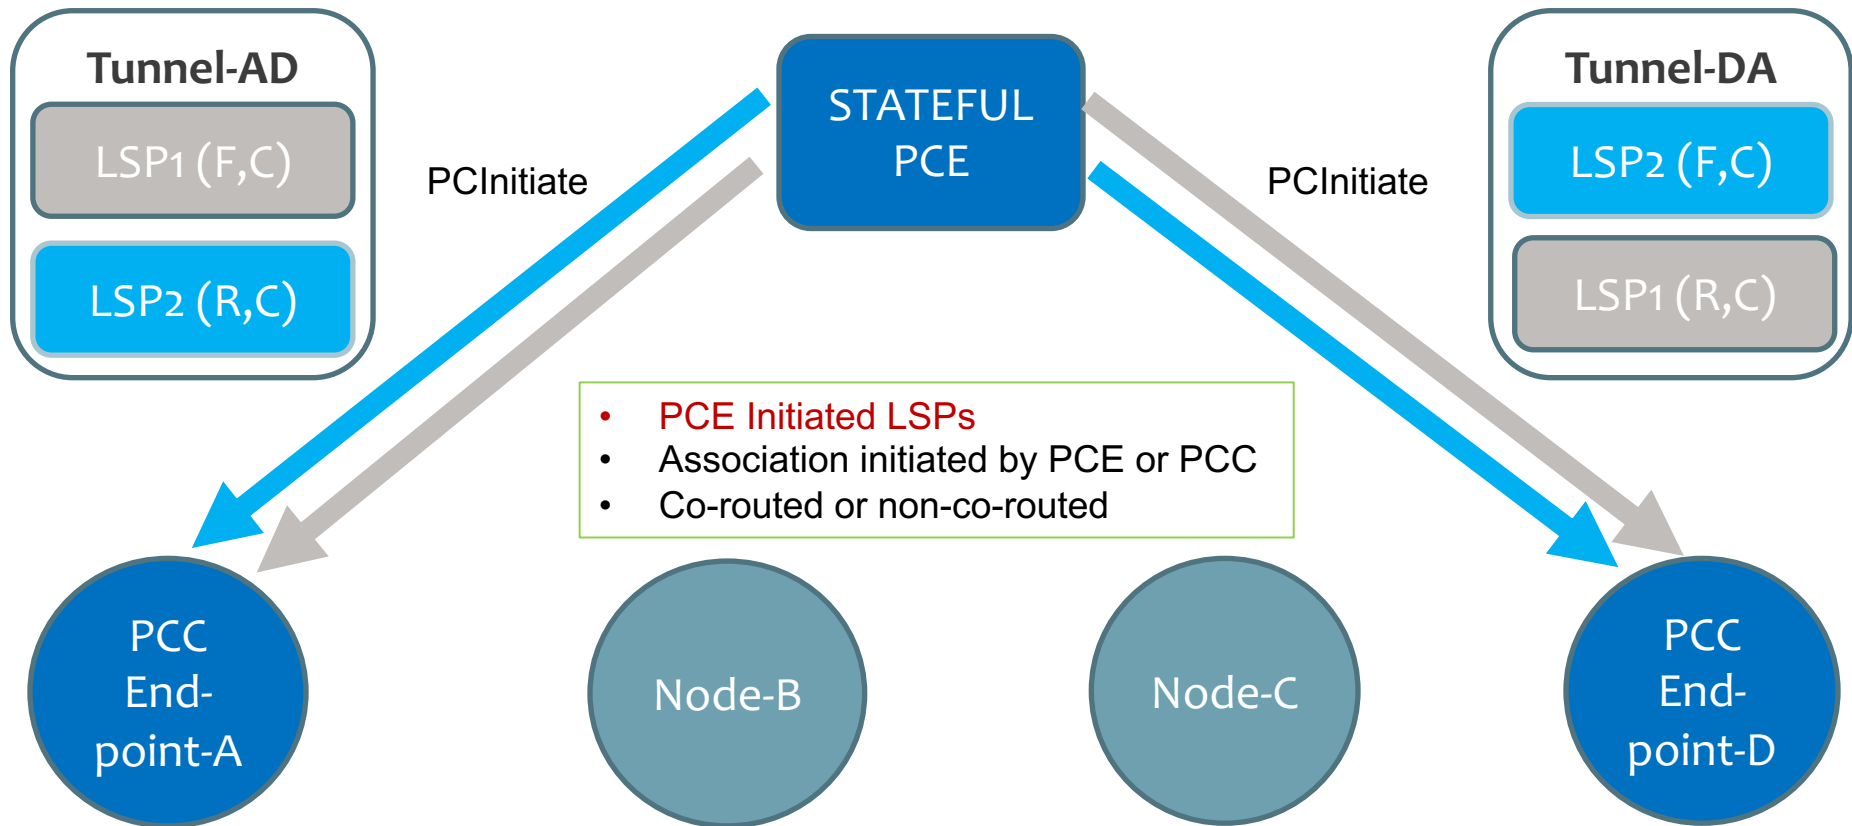 Tunnel-AD
LSP1 (F,C)
LSP2 (R,C)
PCInitiate
STATEFUL
PCE
PCInitiate
Tunnel-DA
LSP2 (F,C)
LSP1 (R,C)
• PCE Initiated LSPs
• Association initiated by PCE or PCC
• Co-routed or non-co-routed
PCC
End-
point-A
Node-B
Node-C
PCC
End-
point-D